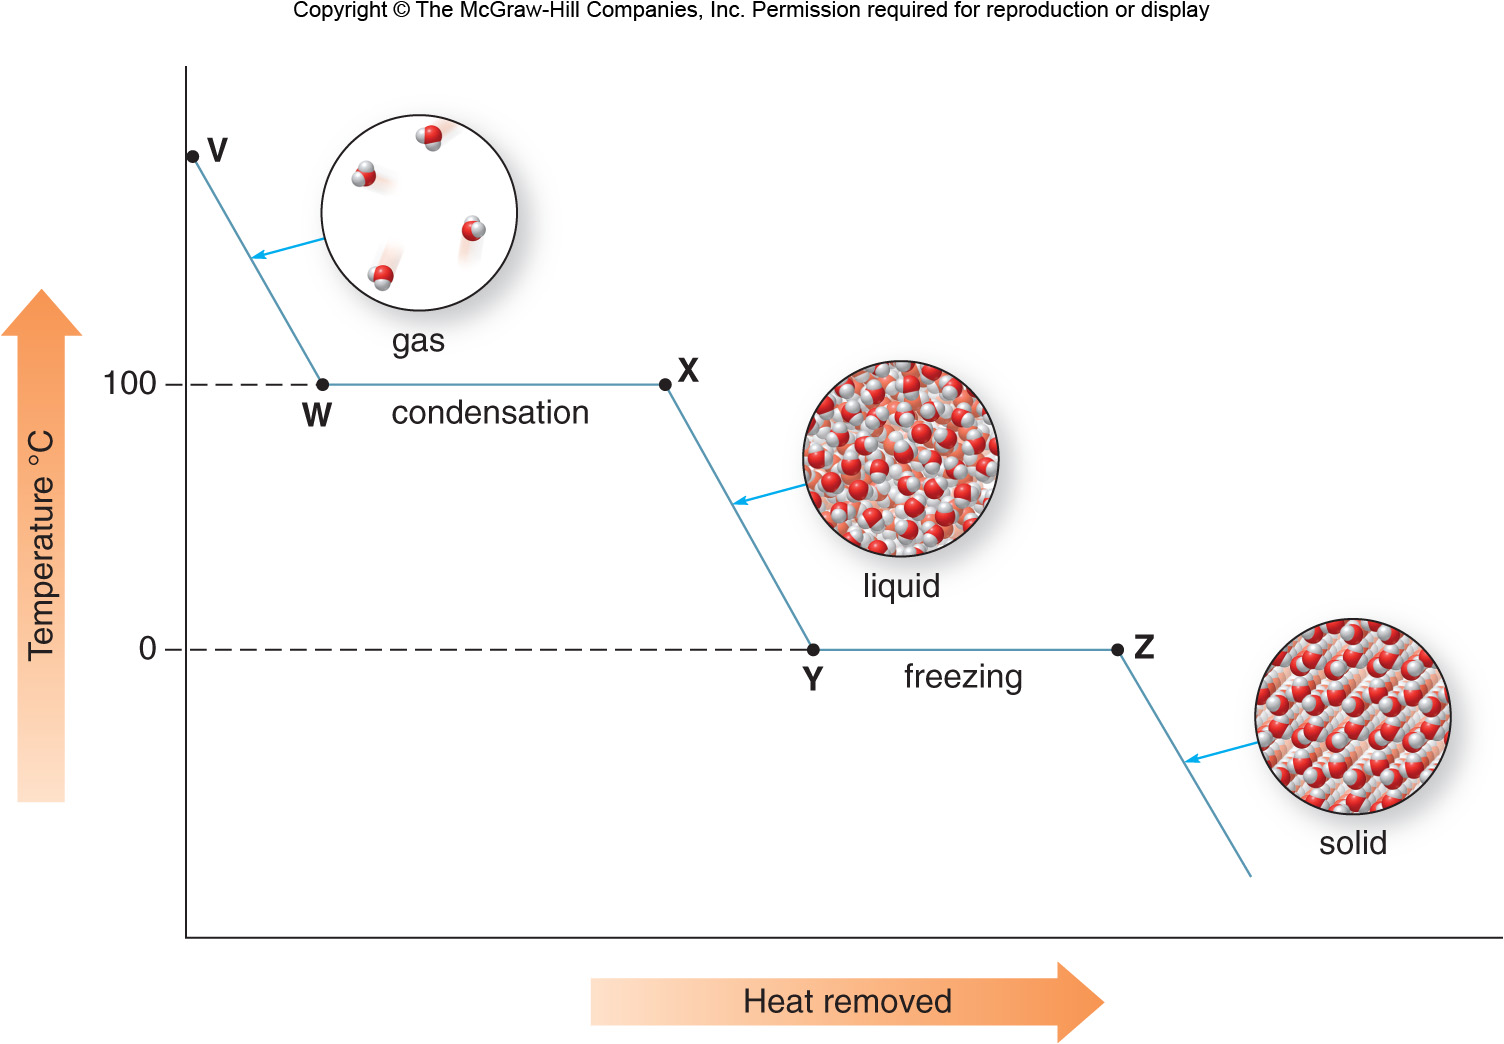 Copyright © The McGraw-Hill Companies, Inc. Permission required for reproduction or display
V
gas
100
W
condensation
X
liquid
Temperature °C
0
Y
freezing
Z
solid
Heat removed